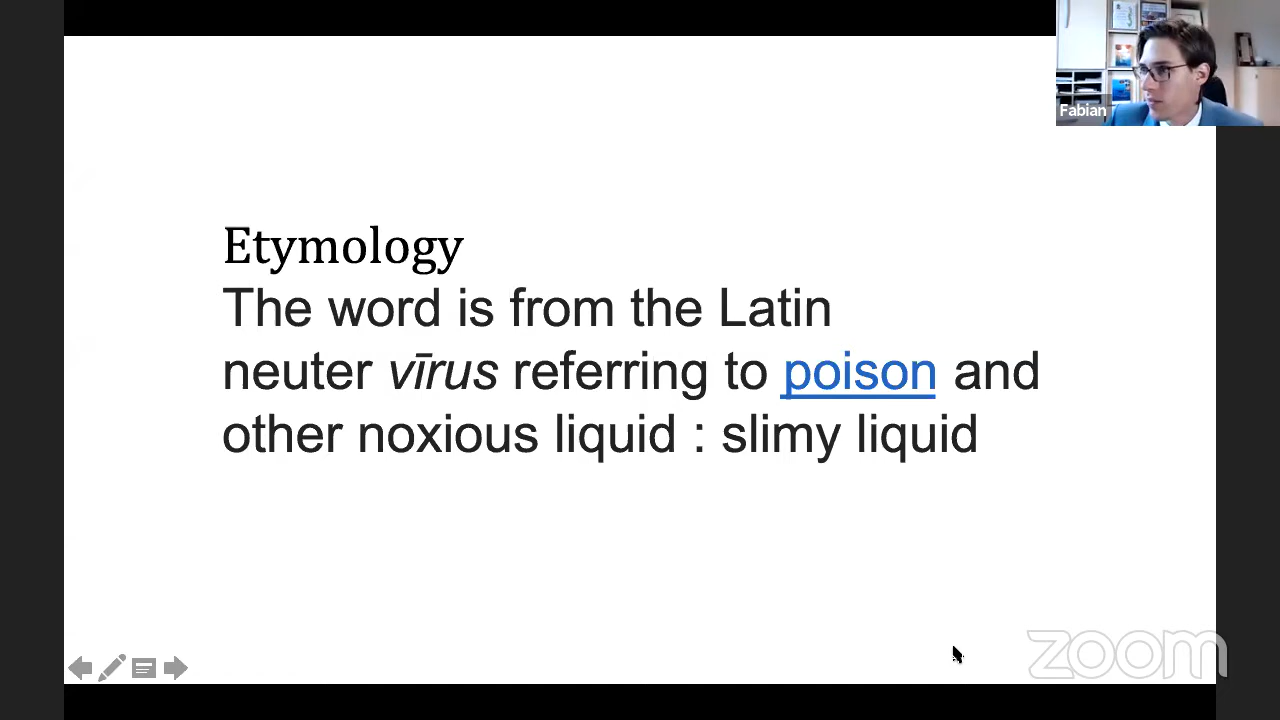 Fabian
Etymology
The word is from the Latin
neuter vīrus referring to poison and
other noxious liquid : slimy liquid
zoom